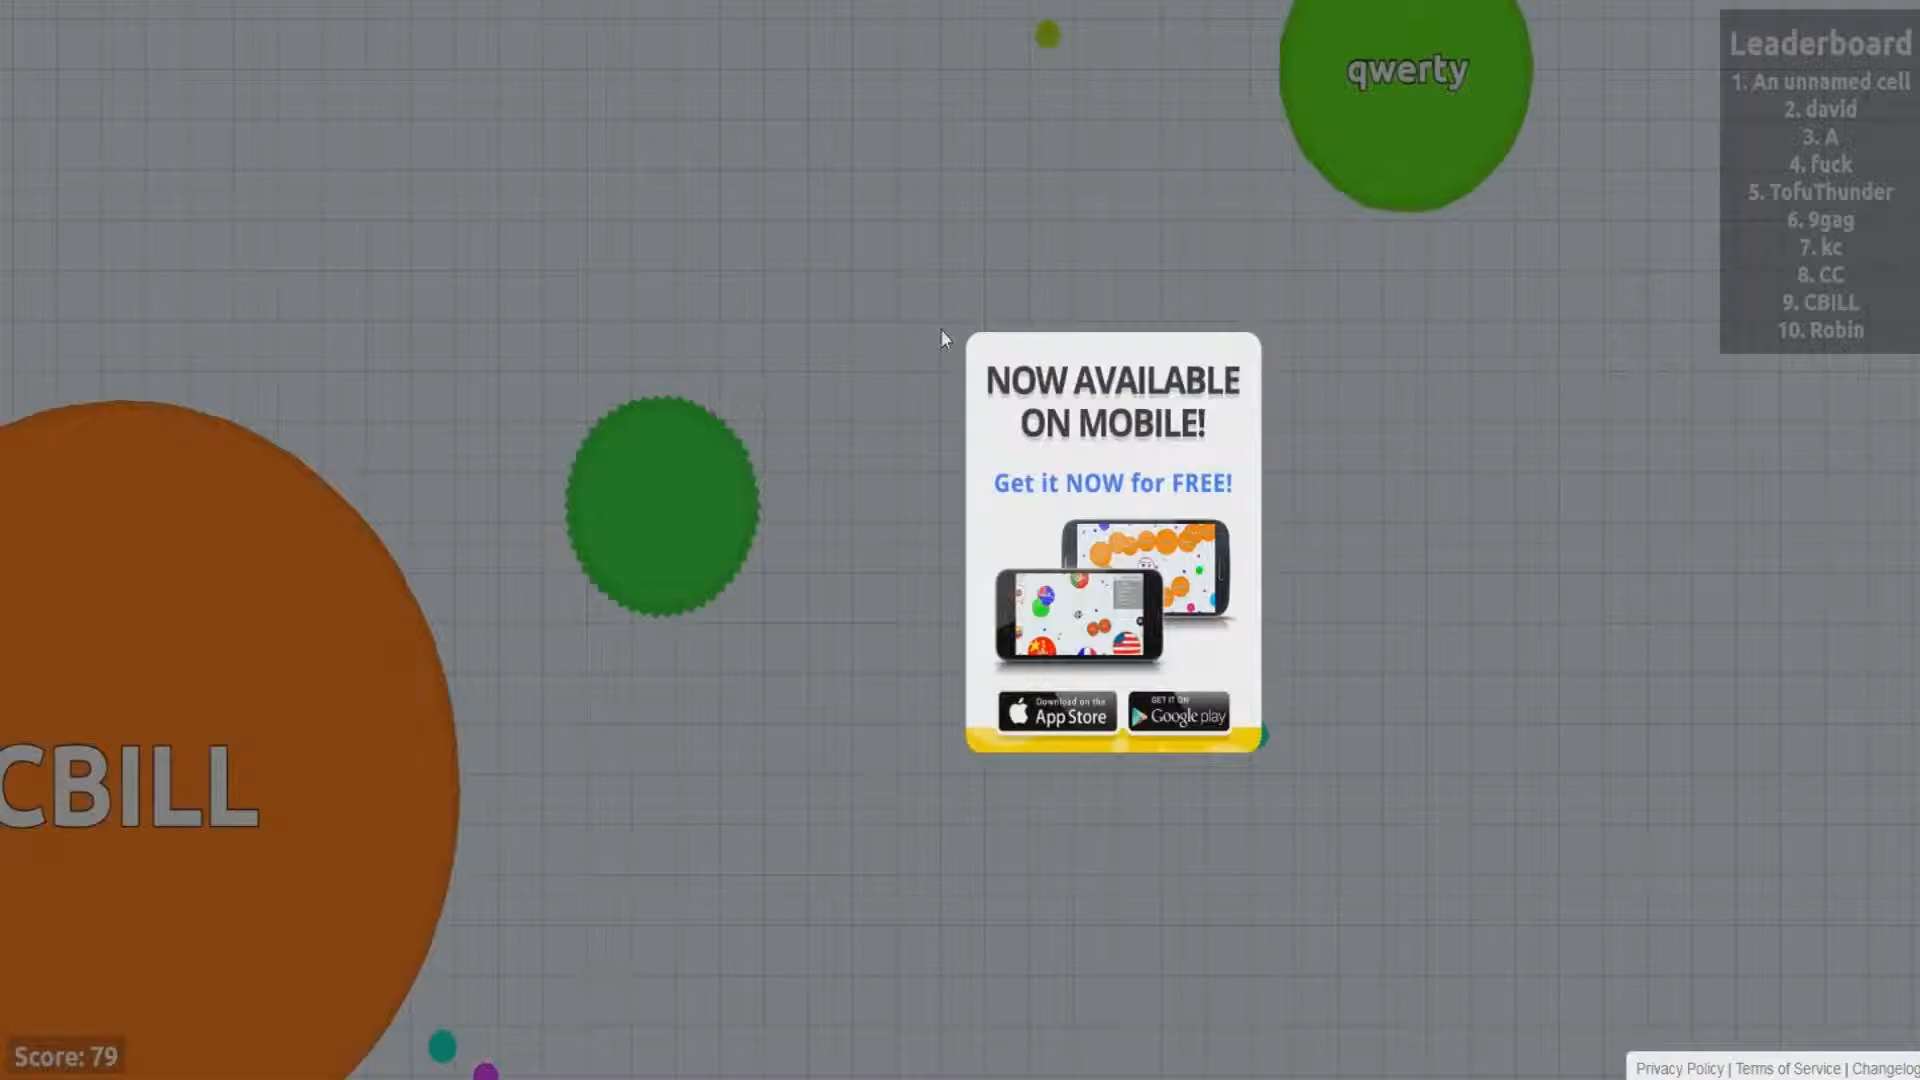 qwerty
Leaderboard
1. An unnamed cell
2. david
3. A
4. fuck
5. TofuThunder
6. 9gag
7. kc
8. CC
9. CBILL
10. Robin
NOW AVAILABLE
ON MOBILE!
Get it NOW for FREE!
Download on the
App Store
GET IT ON
Google play
CBILL
Score: 79
Privacy Policy | Terms of Service | Changelog